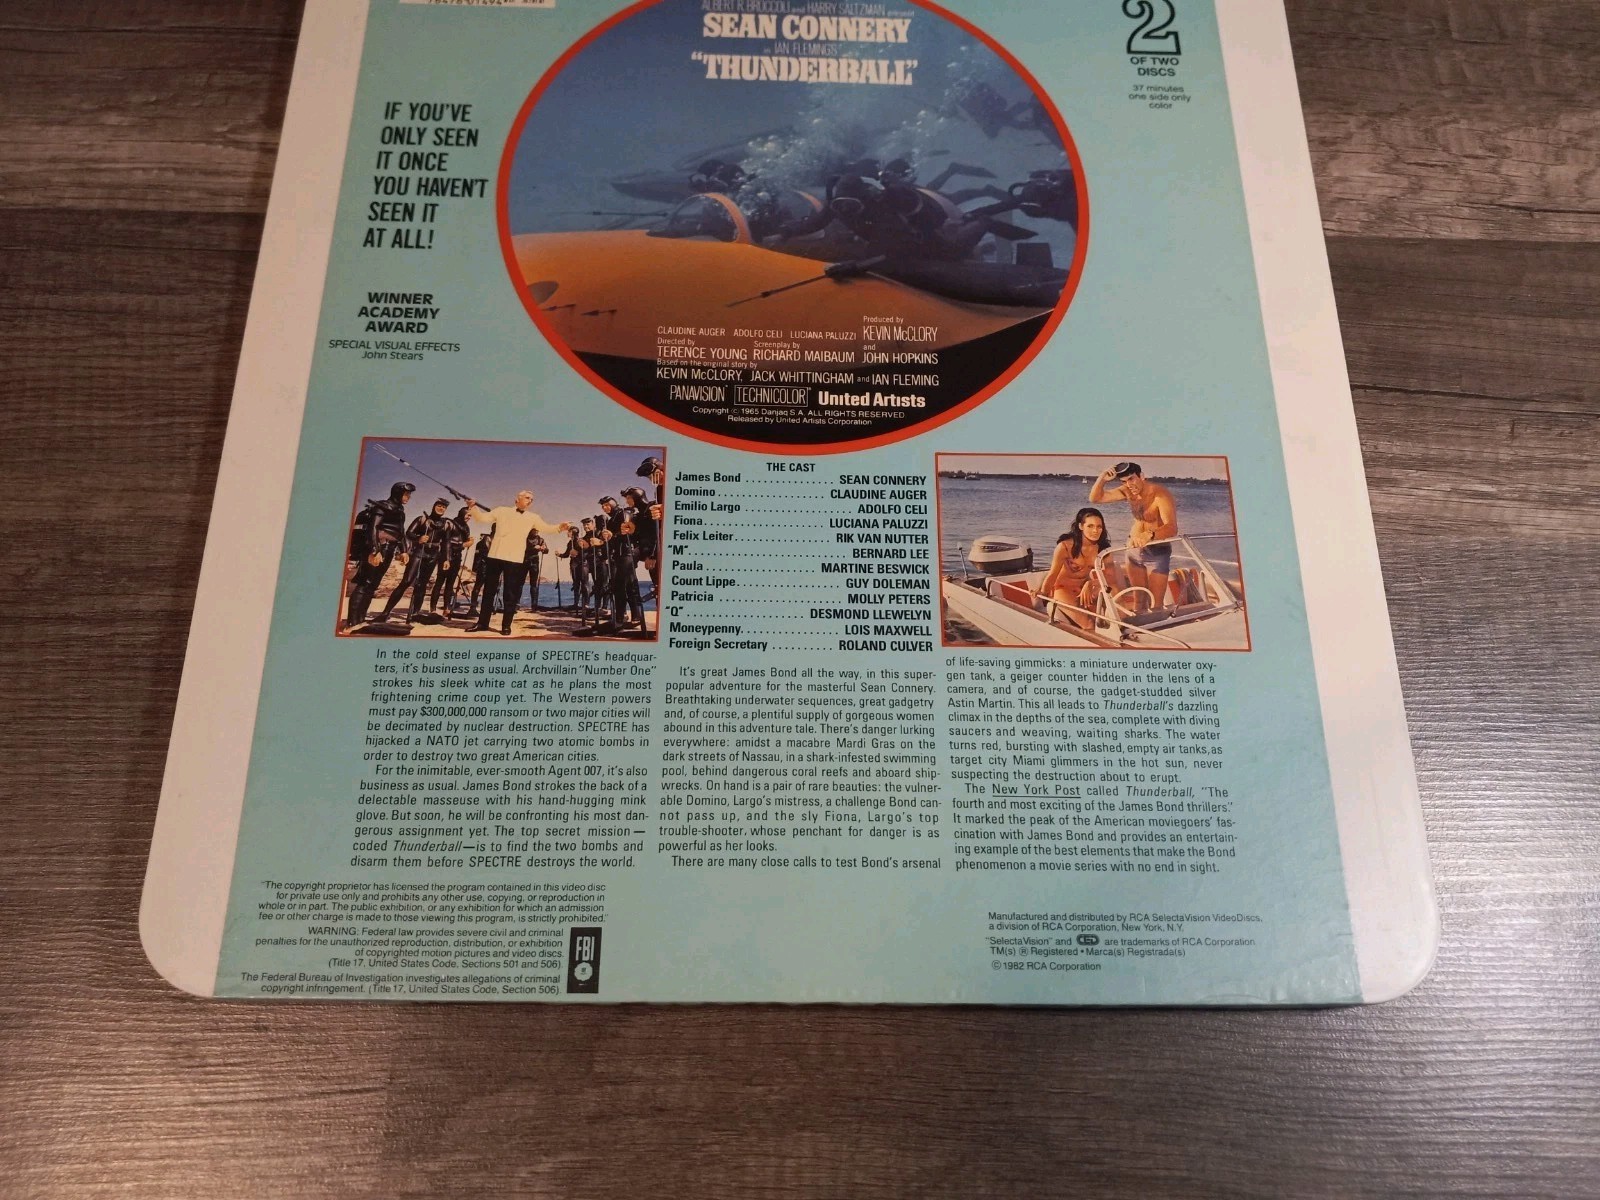 ALBERT R. BROCCOLI and HARRY SALTZMAN present
SEAN CONNERY
IAN FLEMING'S
"THUNDERBALL"
2
OF TWO
DISCS
37 minutes
one side only
color
IF YOU'VE
ONLY SEEN
IT ONCE
YOU HAVEN'T
SEEN IT
AT ALL!
WINNER
ACADEMY
AWARD
SPECIAL VISUAL EFFECTS
John Stears
Produced by
CLAUDINE AUGER ADOLFO CELI LUCIANA PALUZZI KEVIN McCLORY
Directed by Screenplay by and
TERENCE YOUNG RICHARD MAIBAUM JOHN HOPKINS
Based on the original story by
KEVIN McCLORY, JACK WHITTINGHAM and IAN FLEMING
PANAVISION® TECHNICOLOR® United Artists
Copyright © 1965 Danjaq S.A. ALL RIGHTS RESERVED.
Released by United Artists Corporation
THE CAST
James Bond .............. SEAN CONNERY
Domino .................. CLAUDINE AUGER
Emilio Largo .............. ADOLFO CELI
Fiona .................. LUCIANA PALUZZI
Felix Leiter .............. RIK VAN NUTTER
"M" .................. BERNARD LEE
Paula .................. MARTINE BESWICK
Count Lippe .............. GUY DOLEMAN
Patricia .................. MOLLY PETERS
"Q" .................. DESMOND LLEWELYN
Moneypenny .............. LOIS MAXWELL
Foreign Secretary .......... ROLAND CULVER
In the cold steel expanse of SPECTRE's headquar-
ters, it's business as usual. Archvillain "Number One"
strokes his sleek white cat as he plans the most
frightening crime coup yet. The Western powers
must pay $300,000,000 ransom or two major cities will
be decimated by nuclear destruction. SPECTRE has
hijacked a NATO jet carrying two atomic bombs in
order to destroy two great American cities.
For the inimitable, ever-smooth Agent 007, it's also
business as usual. James Bond strokes the back of a
delectable masseuse with his hand-hugging mink
glove. But soon, he will be confronting his most dan-
gerous assignment yet. The top secret mission —
coded Thunderball—is to find the two bombs and
disarm them before SPECTRE destroys the world.
It's great James Bond all the way, in this super-
popular adventure for the masterful Sean Connery.
Breathtaking underwater sequences, great gadgetry
and, of course, a plentiful supply of gorgeous women
abound in this adventure tale. There's danger lurking
everywhere: amidst a macabre Mardi Gras on the
dark streets of Nassau, in a shark-infested swimming
pool, behind dangerous coral reefs and aboard ship-
wrecks. On hand is a pair of rare beauties: the vulner-
able Domino, Largo's mistress, a challenge Bond can-
not pass up, and the sly Fiona, Largo's top
trouble-shooter, whose penchant for danger is as
powerful as her looks.
There are many close calls to test Bond's arsenal
of life-saving gimmicks: a miniature underwater oxy-
gen tank, a geiger counter hidden in the lens of a
camera, and of course, the gadget-studded silver
Astin Martin. This all leads to Thunderball's dazzling
climax in the depths of the sea, complete with diving
saucers and weaving, waiting sharks. The water
turns red, bursting with slashed, empty air tanks, as
target city Miami glimmers in the hot sun, never
suspecting the destruction about to erupt.
The New York Post called Thunderball, "The
fourth and most exciting of the James Bond thrillers."
It marked the peak of the American moviegoers' fas-
cination with James Bond and provides an entertain-
ing example of the best elements that make the Bond
phenomenon a movie series with no end in sight.
"The copyright proprietor has licensed the program contained in this video disc
for private use only and prohibits any other use, copying, or reproduction in
whole or in part. The public exhibition, or any exhibition for which an admission
fee or other charge is made to those viewing this program, is strictly prohibited."
WARNING: Federal law provides severe civil and criminal
penalties for the unauthorized reproduction, distribution, or exhibition
of copyrighted motion pictures and video discs.
(Title 17, United States Code, Sections 501 and 506).
The Federal Bureau of Investigation investigates allegations of criminal
copyright infringement. (Title 17, United States Code, Section 506).
FBI
Manufactured and distributed by RCA SelectaVision VideoDiscs,
a division of RCA Corporation, New York, N.Y.
"SelectaVision" and CED are trademarks of RCA Corporation
TM(s) ® Registered • Marca(s) Registrada(s)
© 1982 RCA Corporation